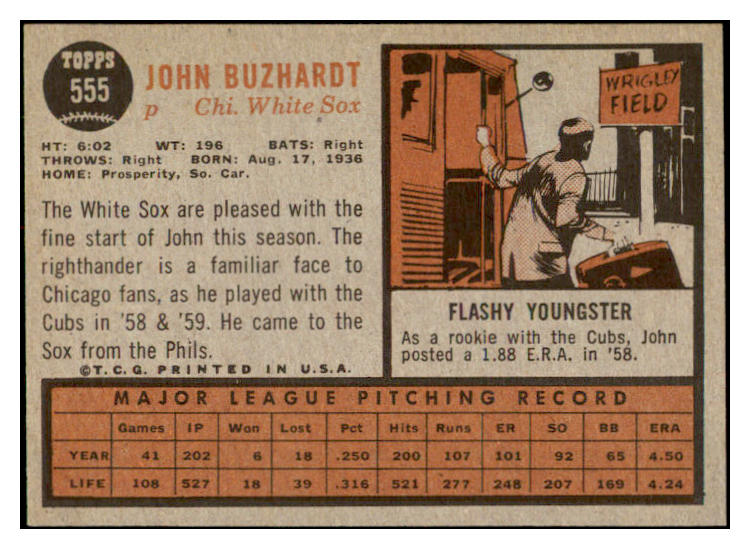 TOPPS
555
JOHN BUZHARDT
p Chi. White Sox
HT: 6:02 WT: 196 BATS: Right
THROWS: Right BORN: Aug. 17, 1936
HOME: Prosperity, So. Car.
The White Sox are pleased with the
fine start of John this season. The
righthander is a familiar face to
Chicago fans, as he played with the
Cubs in '58 & '59. He came to the
Sox from the Phils.
©T.C.G. PRINTED IN U.S.A.
WRIGLEY
FIELD
FLASHY YOUNGSTER
As a rookie with the Cubs, John
posted a 1.88 E.R.A. in '58.
MAJOR LEAGUE PITCHING RECORD
Games IP Won Lost Pct Hits Runs ER SO BB ERA
YEAR 41 202 6 18 .250 200 107 101 92 65 4.50
LIFE 108 527 18 39 .316 521 277 248 207 169 4.24